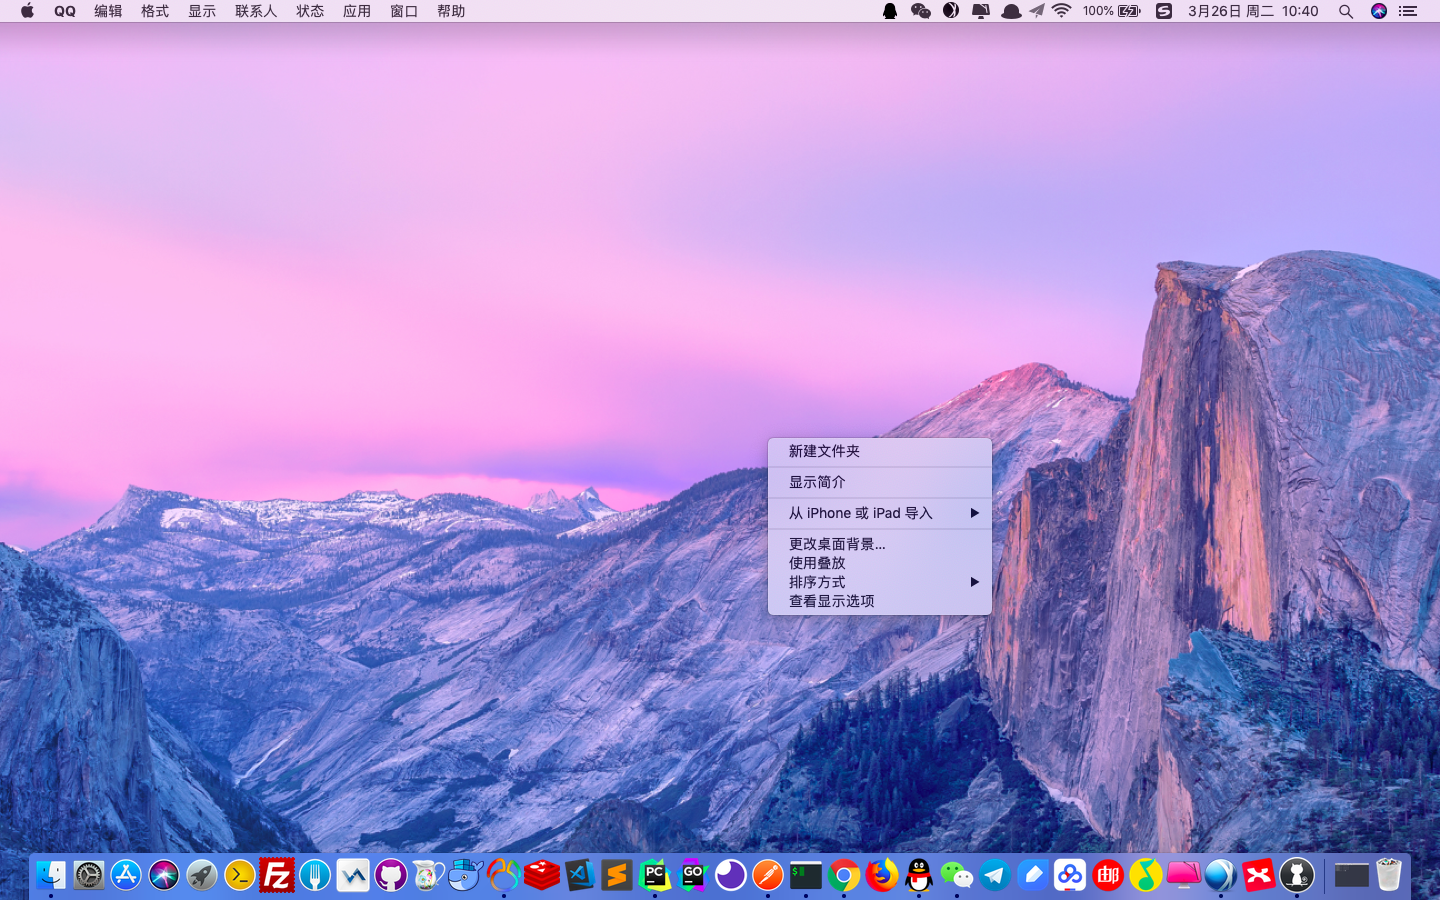 QQ 编辑 格式 显示 联系人 状态 应用 窗口 帮助 100% S 3月26日 周二 10:40
新建文件夹
显示简介
从 iPhone 或 iPad 导入
更改桌面背景...
使用叠放
排序方式
查看显示选项
Fz PC GO $ 邮